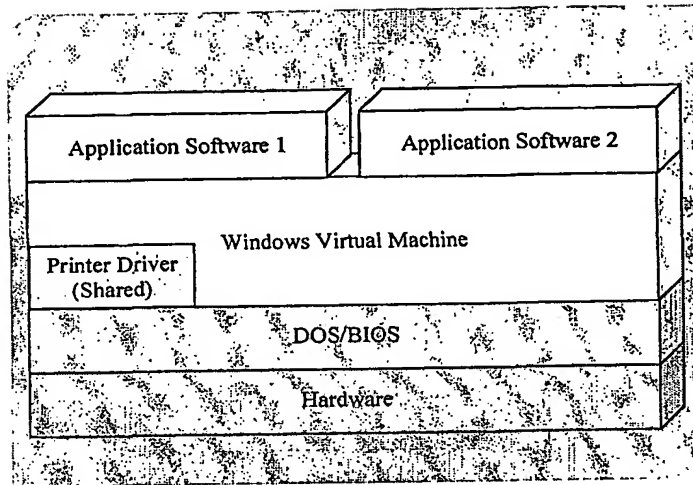 Application Software 1
Application Software 2
Windows Virtual Machine
Printer Driver
(Shared)
DOS/BIOS
Hardware